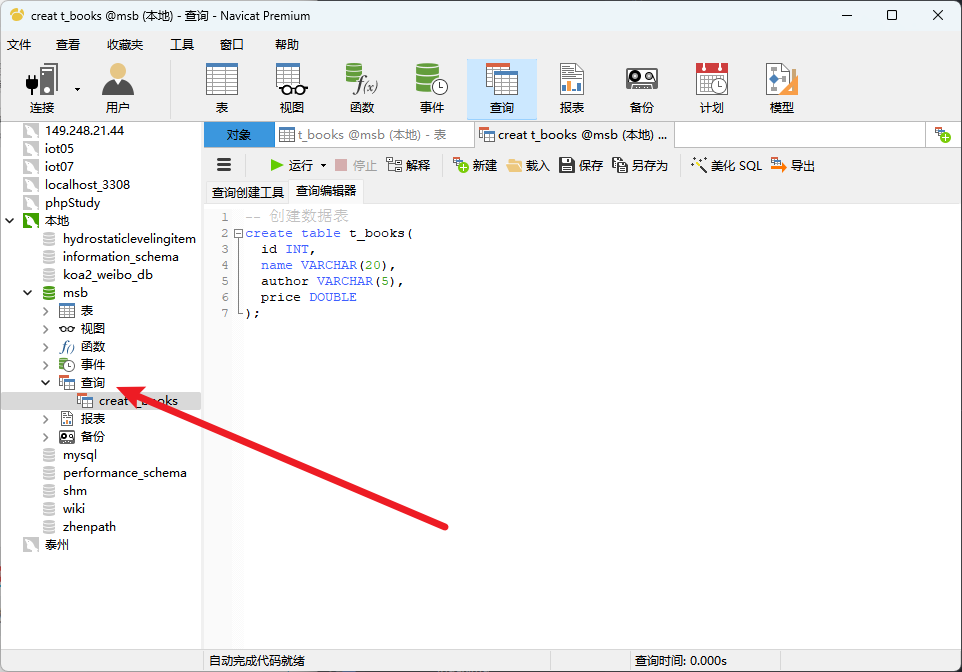 creat t_books @msb (本地) - 查询 - Navicat Premium
文件 查看 收藏夹 工具 窗口 帮助
连接 用户 表 视图 函数 事件 查询 报表 备份 计划 模型
149.248.21.44
iot05
iot07
localhost_3308
phpStudy
本地
hydrostaticlevelingitem
information_schema
koa2_weibo_db
msb
表
视图
函数
事件
查询
creat t_books
报表
备份
mysql
performance_schema
shm
wiki
zhenpath
泰州
对象 t_books @msb (本地) - 表 creat t_books @msb (本地) ...
运行 停止 解释 新建 载入 保存 另存为 美化 SQL 导出
查询创建工具 查询编辑器
1 -- 创建数据表
2 create table t_books(
3 id INT,
4 name VARCHAR(20),
5 author VARCHAR(5),
6 price DOUBLE
7 );
自动完成代码就绪 查询时间: 0.000s